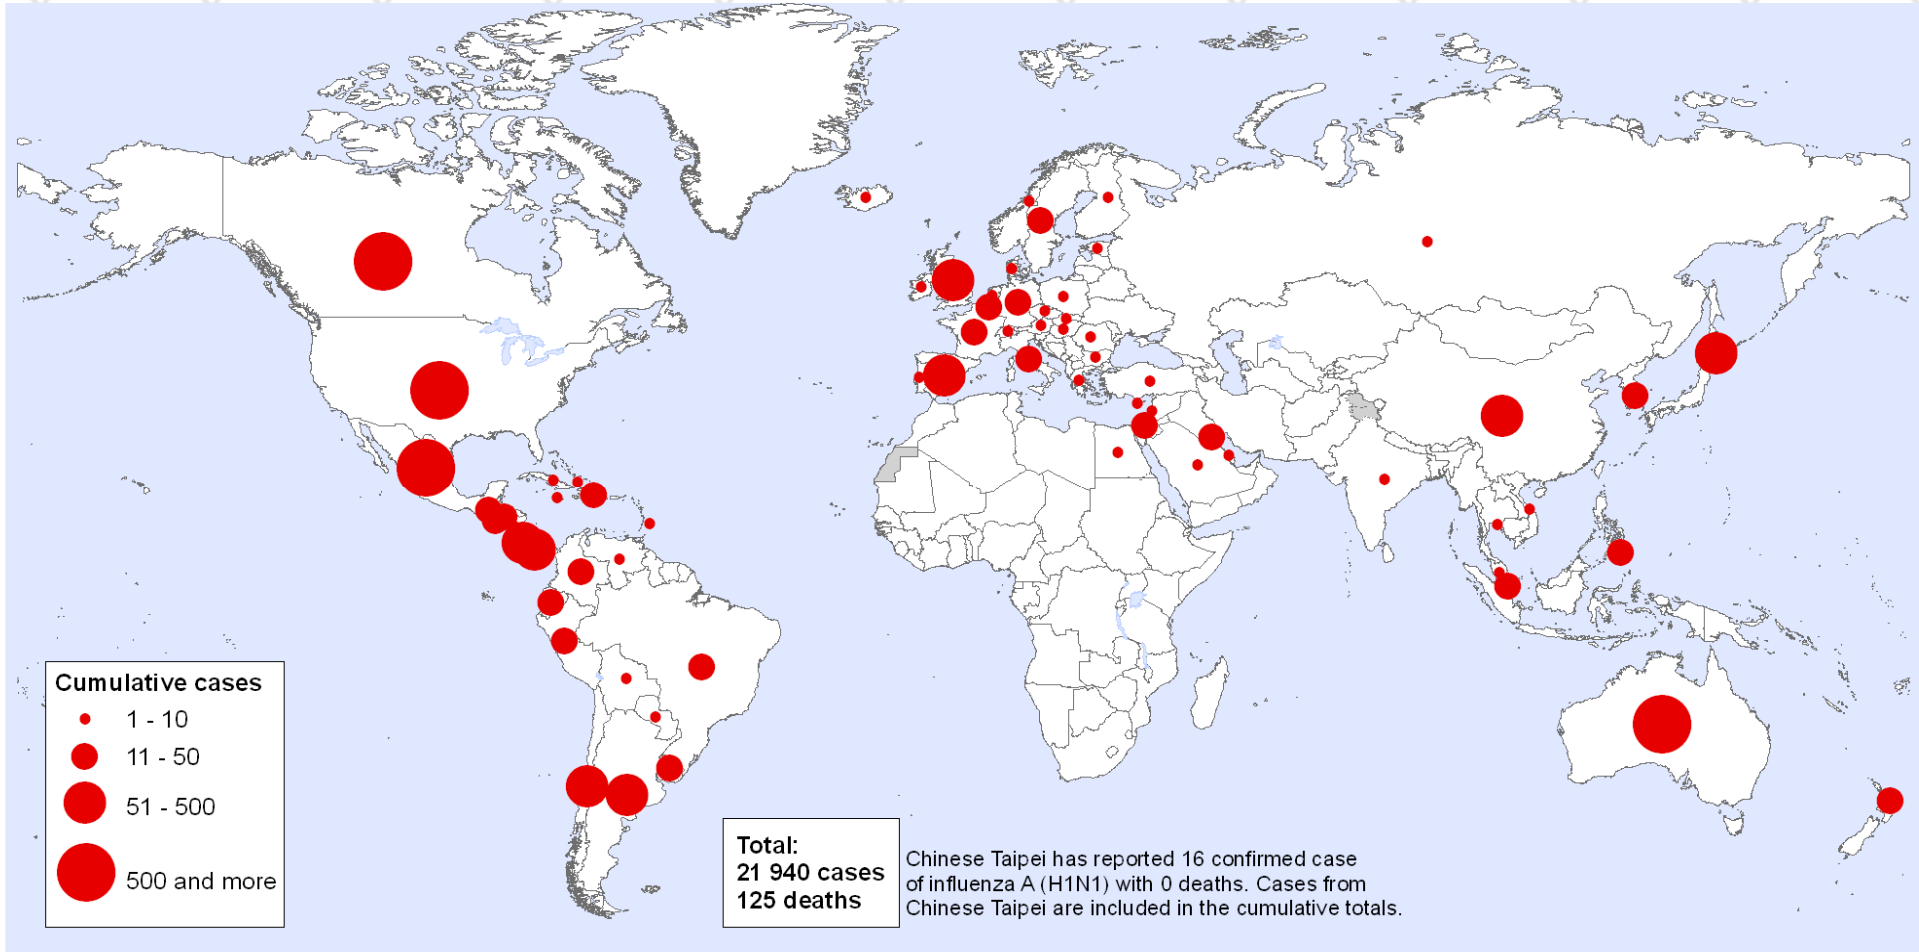 Cumulative cases
1 - 10
11 - 50
51 - 500
500 and more
Total:
21 940 cases
125 deaths
Chinese Taipei has reported 16 confirmed case
of influenza A (H1N1) with 0 deaths. Cases from
Chinese Taipei are included in the cumulative totals.